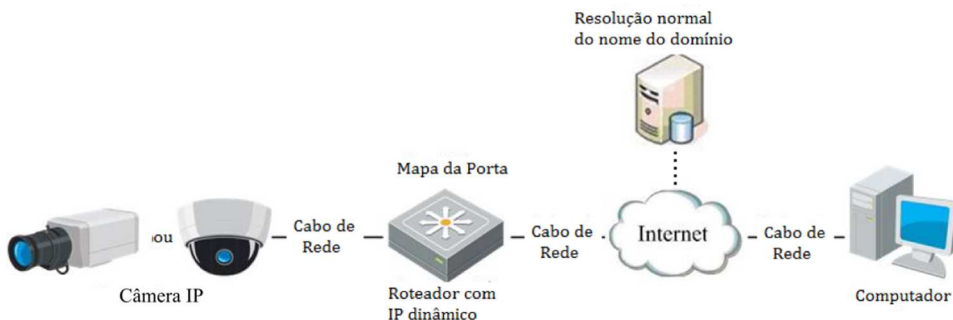 Resolução normal
do nome do domínio
Mapa da Porta
ou
Cabo de
Rede
Cabo de
Rede
Internet
Cabo de
Rede
Câmera IP
Roteador com
IP dinâmico
Computador